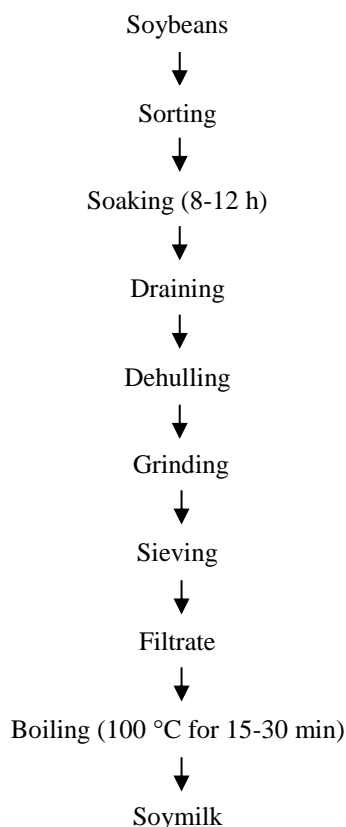 Soybeans
Sorting
Soaking (8-12 h)
Draining
Dehulling
Grinding
Sieving
Filtrate
Boiling (100 °C for 15-30 min)
Soymilk